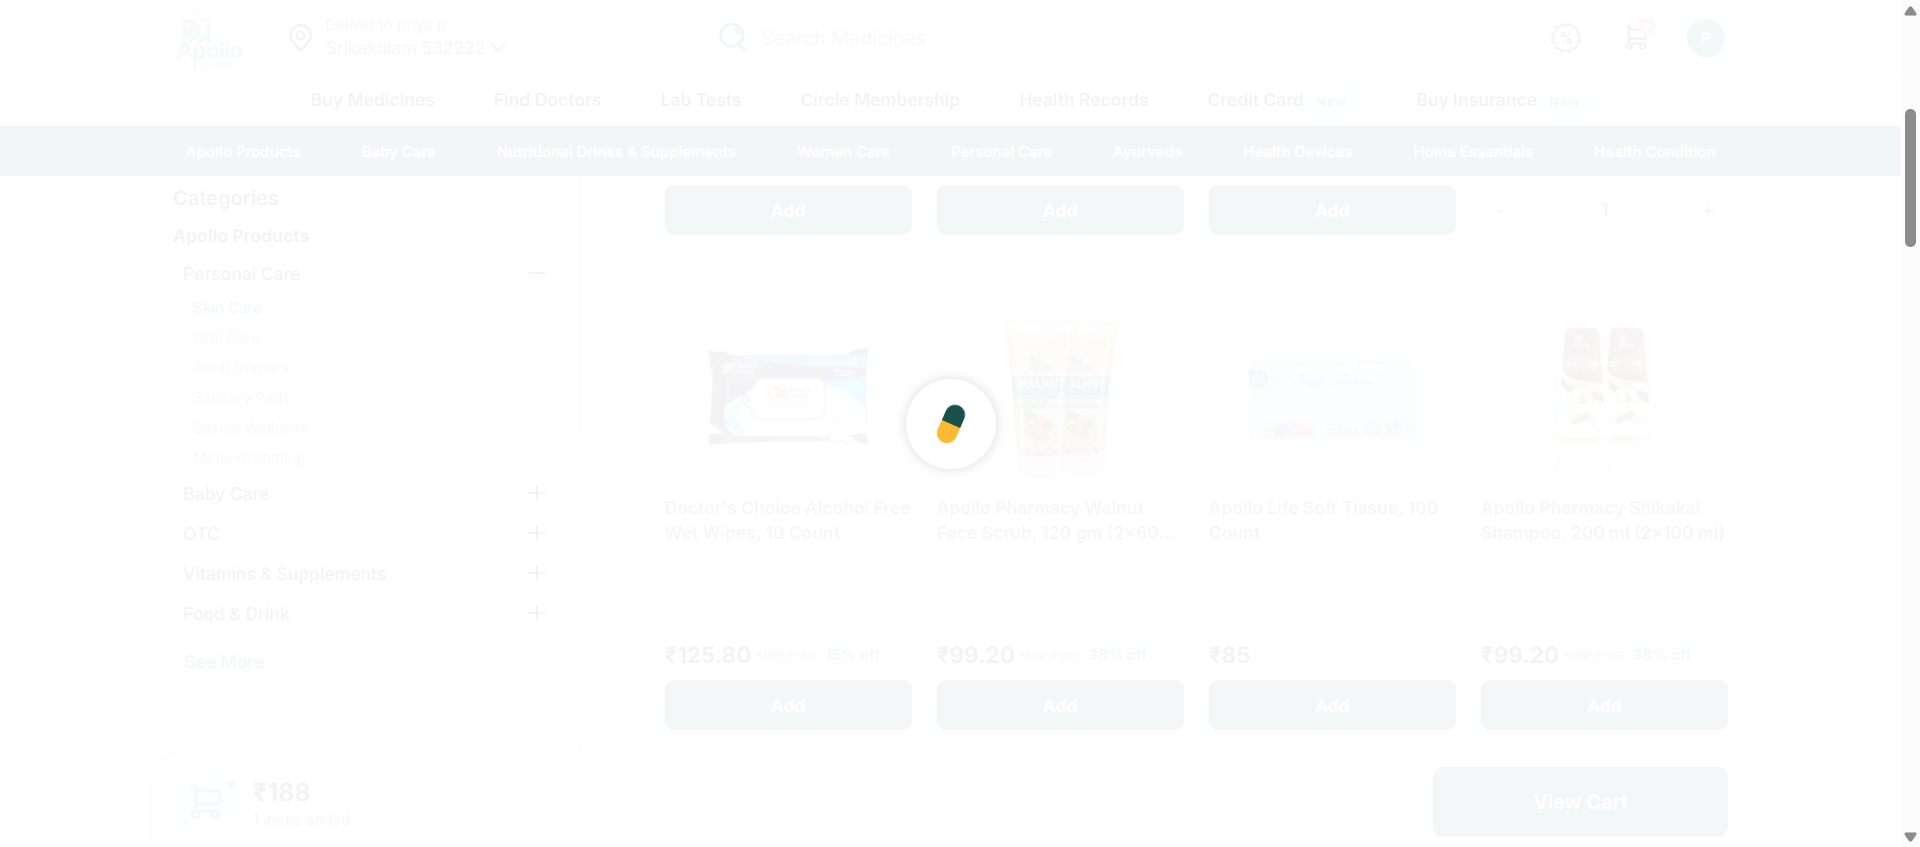 Apollo
Deliver to priya p
Srikakulam 532222
Search Medicines
P
Buy Medicines
Find Doctors
Lab Tests
Circle Membership
Health Records
Credit Card New
Buy Insurance New
Apollo Products
Baby Care
Nutritional Drinks & Supplements
Women Care
Personal Care
Ayurveda
Health Devices
Home Essentials
Health Condition
Categories
Apollo Products
Personal Care
Skin Care
Oral Care
Adult Diapers
Sanitary Pads
Sexual Wellness
Mens Grooming
Baby Care
OTC
Vitamins & Supplements
Food & Drink
See More
Add
Add
Add
- 1 +
WALNUT
ALNUT
Doctor's Choice Alcohol Free
Wet Wipes, 10 Count
₹125.80 MRP ₹148 15% off
Add
Apollo Pharmacy Walnut
Face Scrub, 120 gm (2x60...
₹99.20 MRP ₹160 38% off
Add
Apollo Life Soft Tissue, 100
Count
₹85
Add
Apollo Pharmacy Shikakai
Shampoo, 200 ml (2x100 ml)
₹99.20 MRP ₹160 38% off
Add
₹188
1 items added
View Cart